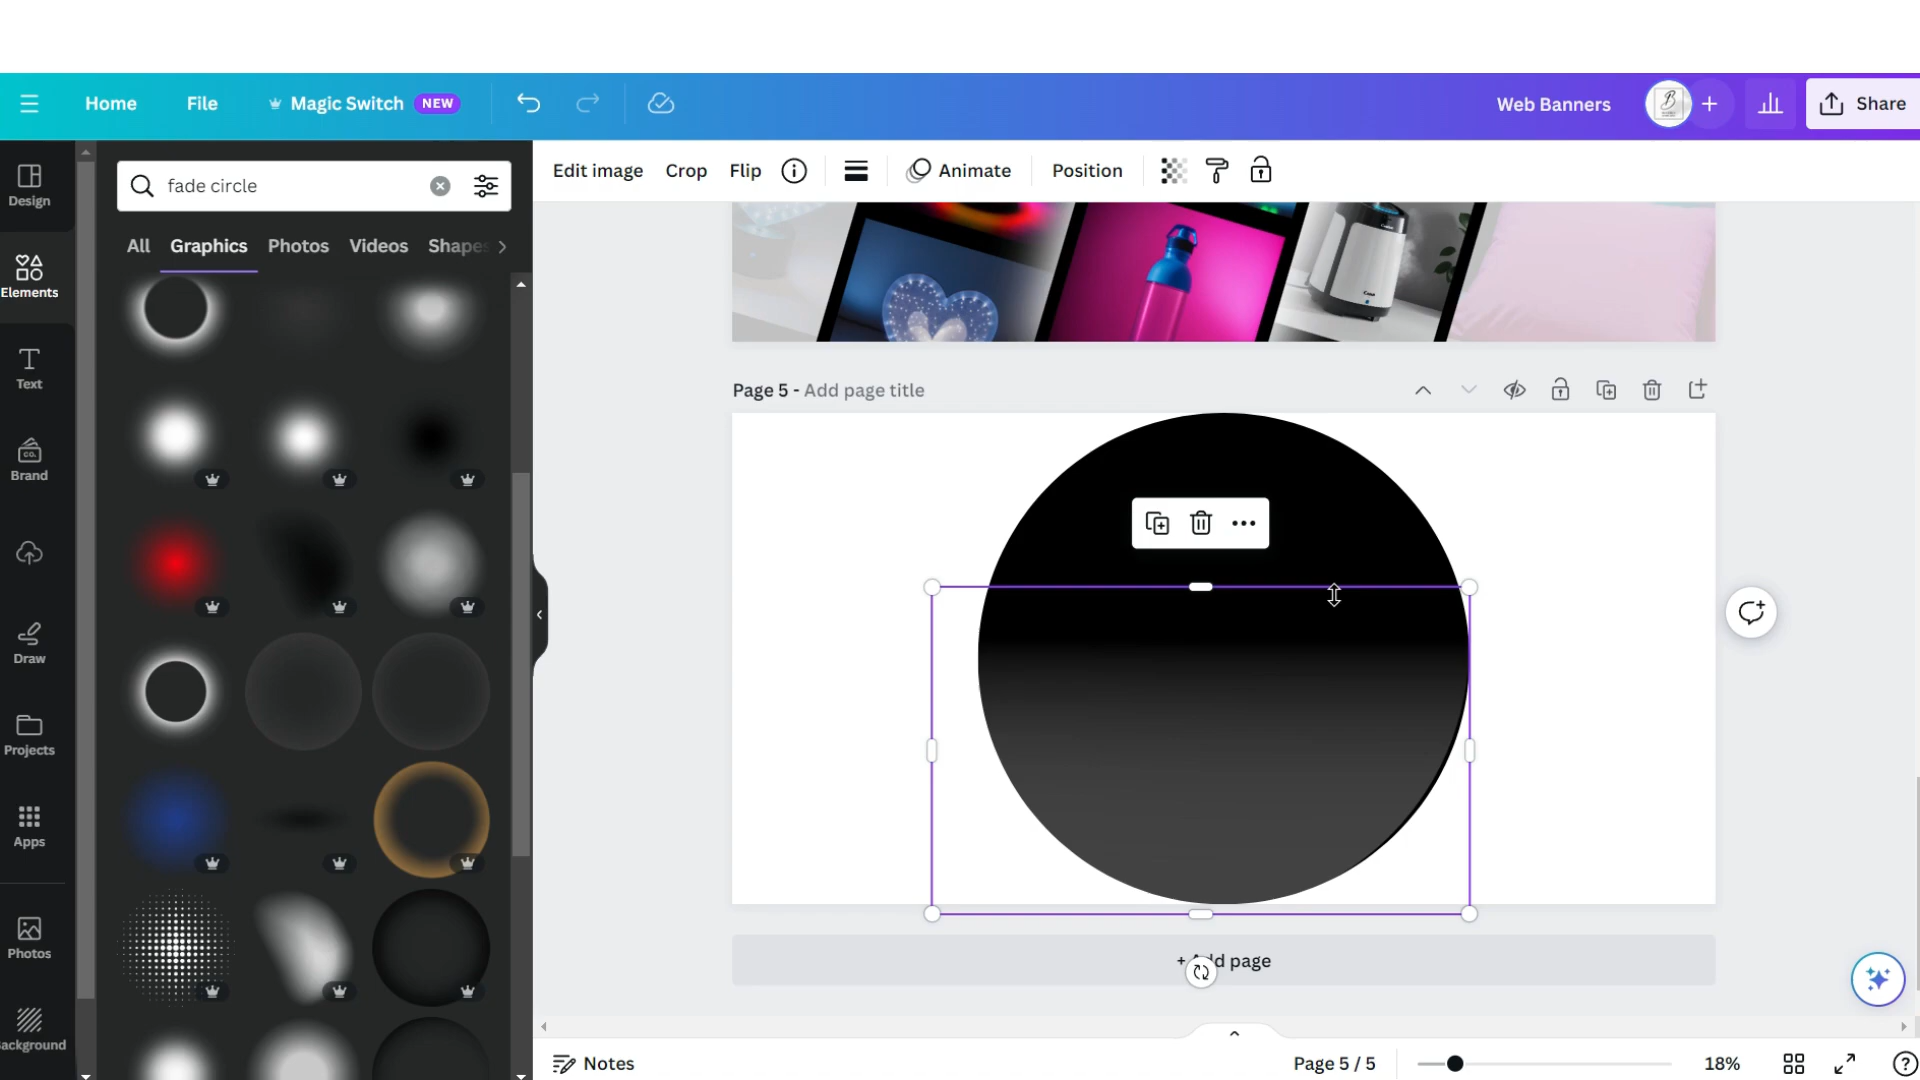 Home File Magic Switch NEW Web Banners Share
fade circle
Edit image Crop Flip Animate Position
All Graphics Photos Videos Shapes
Design
Elements
Text
Brand
Draw
Projects
Apps
Photos
ackground
Page 5 - Add page title
+ Add page
Notes
Page 5 / 5
18%